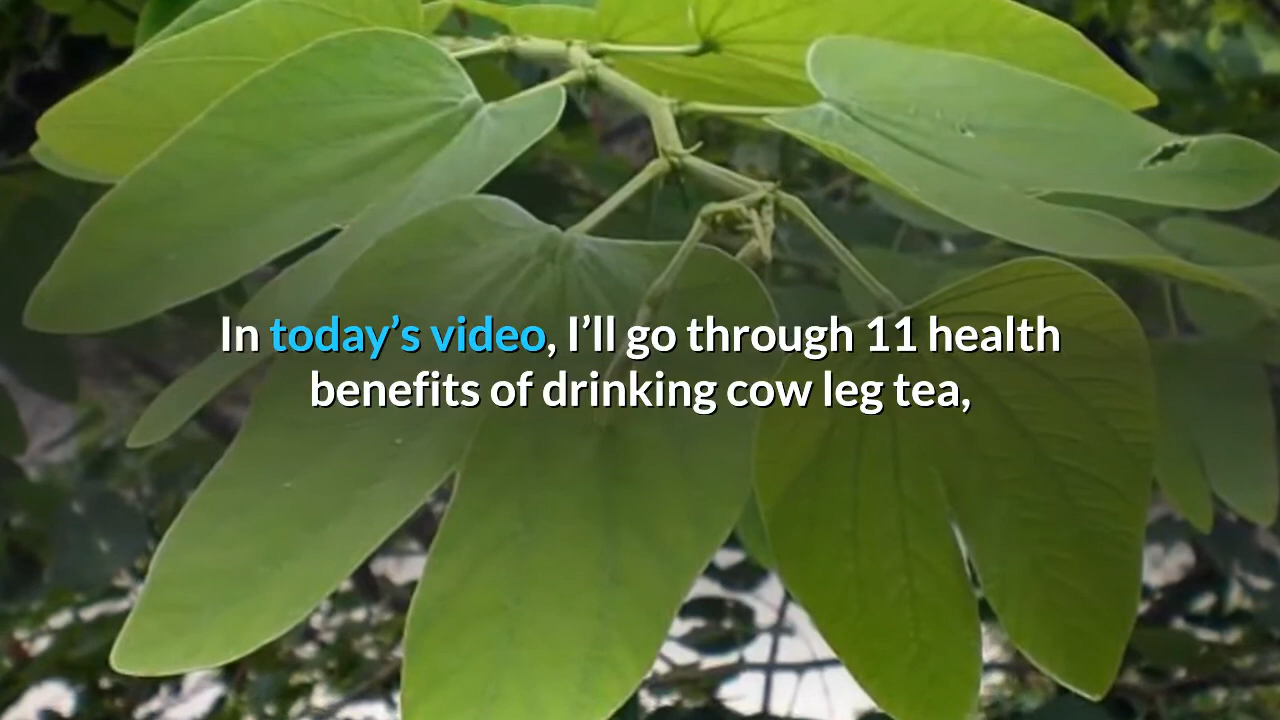 In today’s video, I’ll go through 11 health
benefits of drinking cow leg tea,